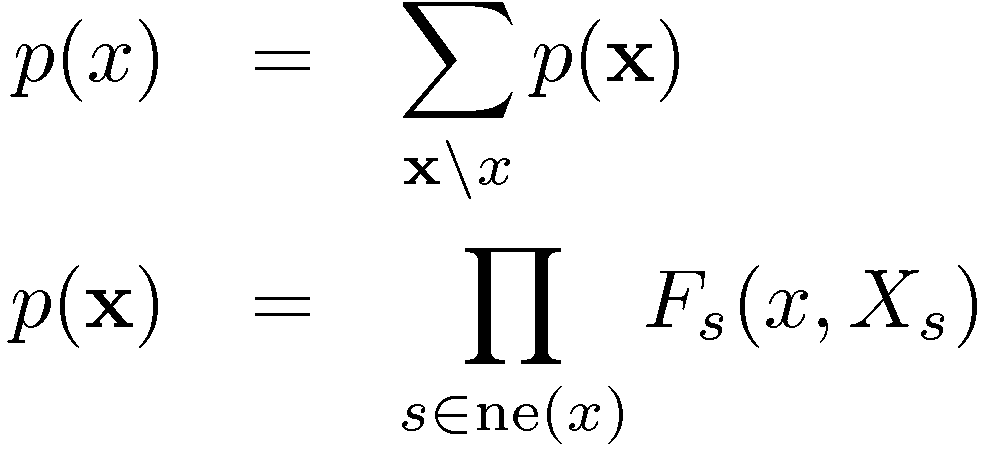 p(x) = ∑_{𝐱\x} p(𝐱)
p(𝐱) = ∏_{s∈ne(x)} F_s(x, X_s)